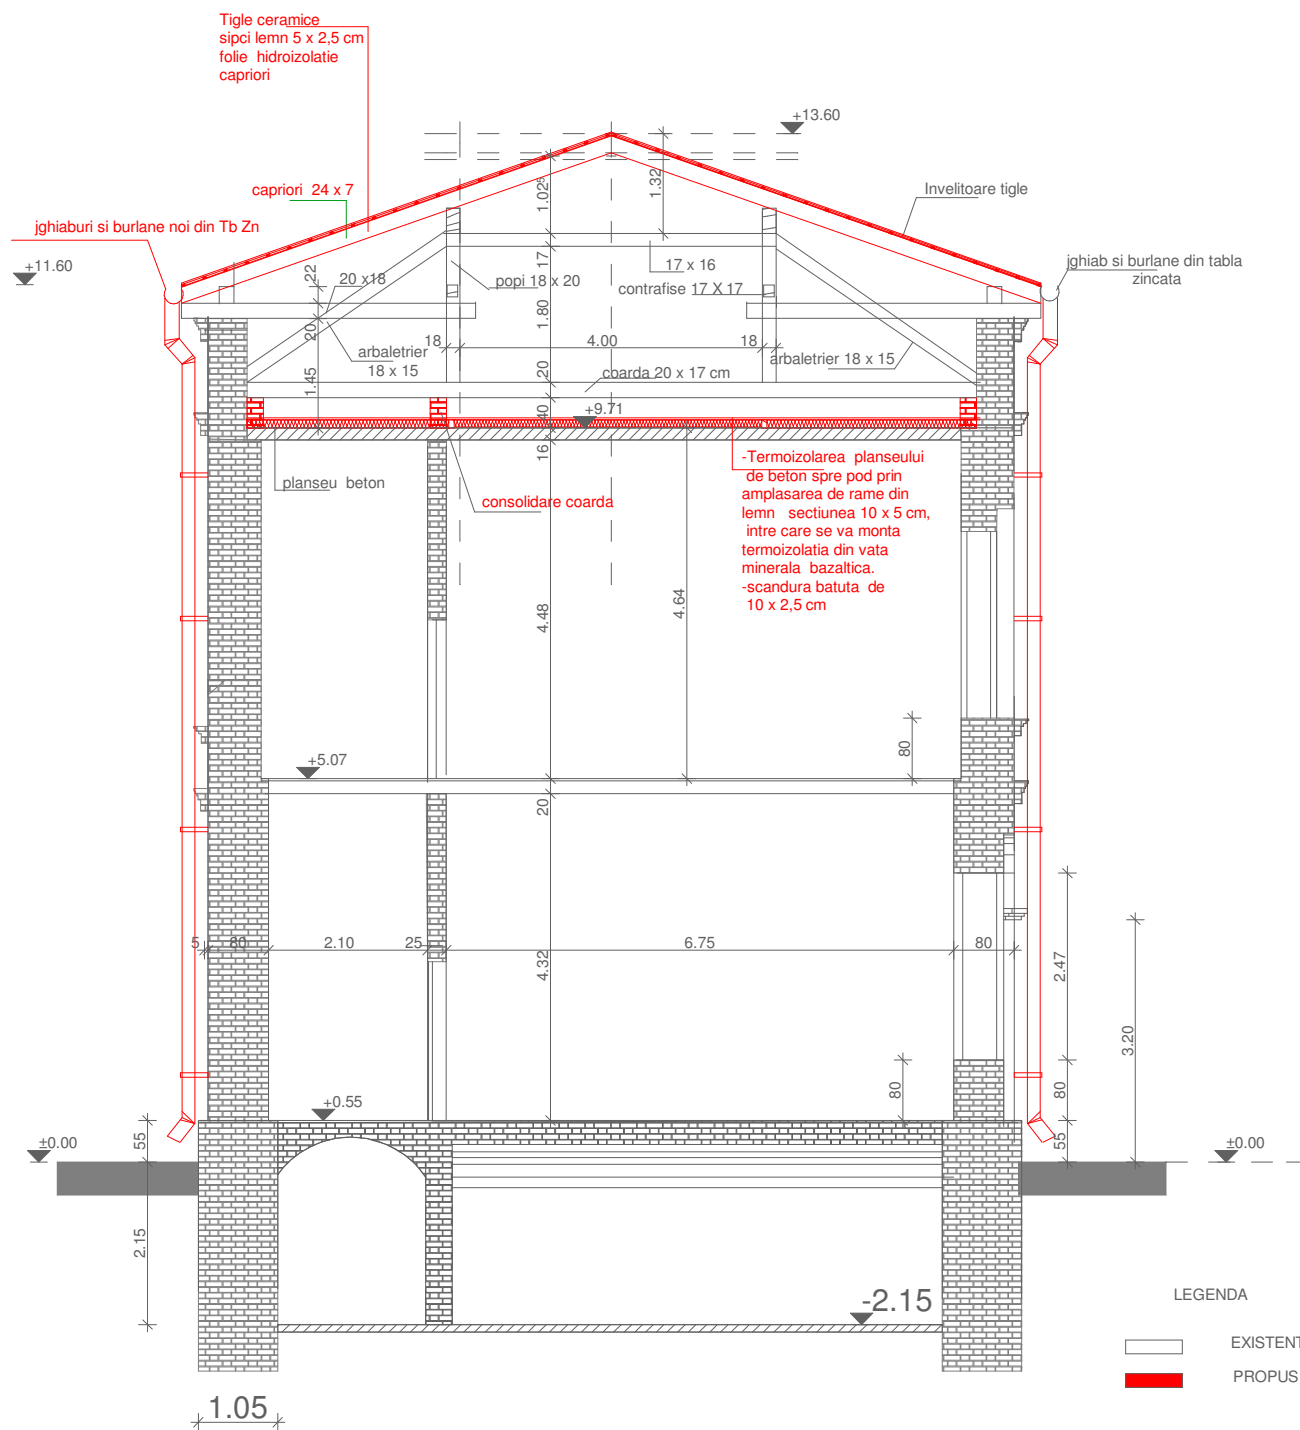 Tigle ceramice
sipci lemn 5 x 2,5 cm
folie hidroizolatie
capriori
+13.60
capriori 24 x 7
1.02⁵
1.32
Invelitoare tigle
jghiaburi si burlane noi din Tb Zn
+11.60
22
20 x18
17
popi 18 x 20
17 x 16
contrafise 17 X 17
jghiab si burlane din tabla
zincata
20
1.80
18
4.00
18
arbaletrier
18 x 15
arbaletrier 18 x 15
1.45
20
coarda 20 x 17 cm
40
+9.71
16
planseu beton
consolidare coarda
-Termoizolarea planseului
de beton spre pod prin
amplasarea de rame din
lemn sectiunea 10 x 5 cm,
intre care se va monta
termoizolatia din vata
minerala bazaltica.
-scandura batuta de
10 x 2,5 cm
4.48
4.64
80
+5.07
20
5
80
2.10
25
6.75
80
4.32
2.47
3.20
80
80
+0.55
±0.00
55
55
±0.00
2.15
-2.15
LEGENDA
EXISTENT
PROPUS
1.05